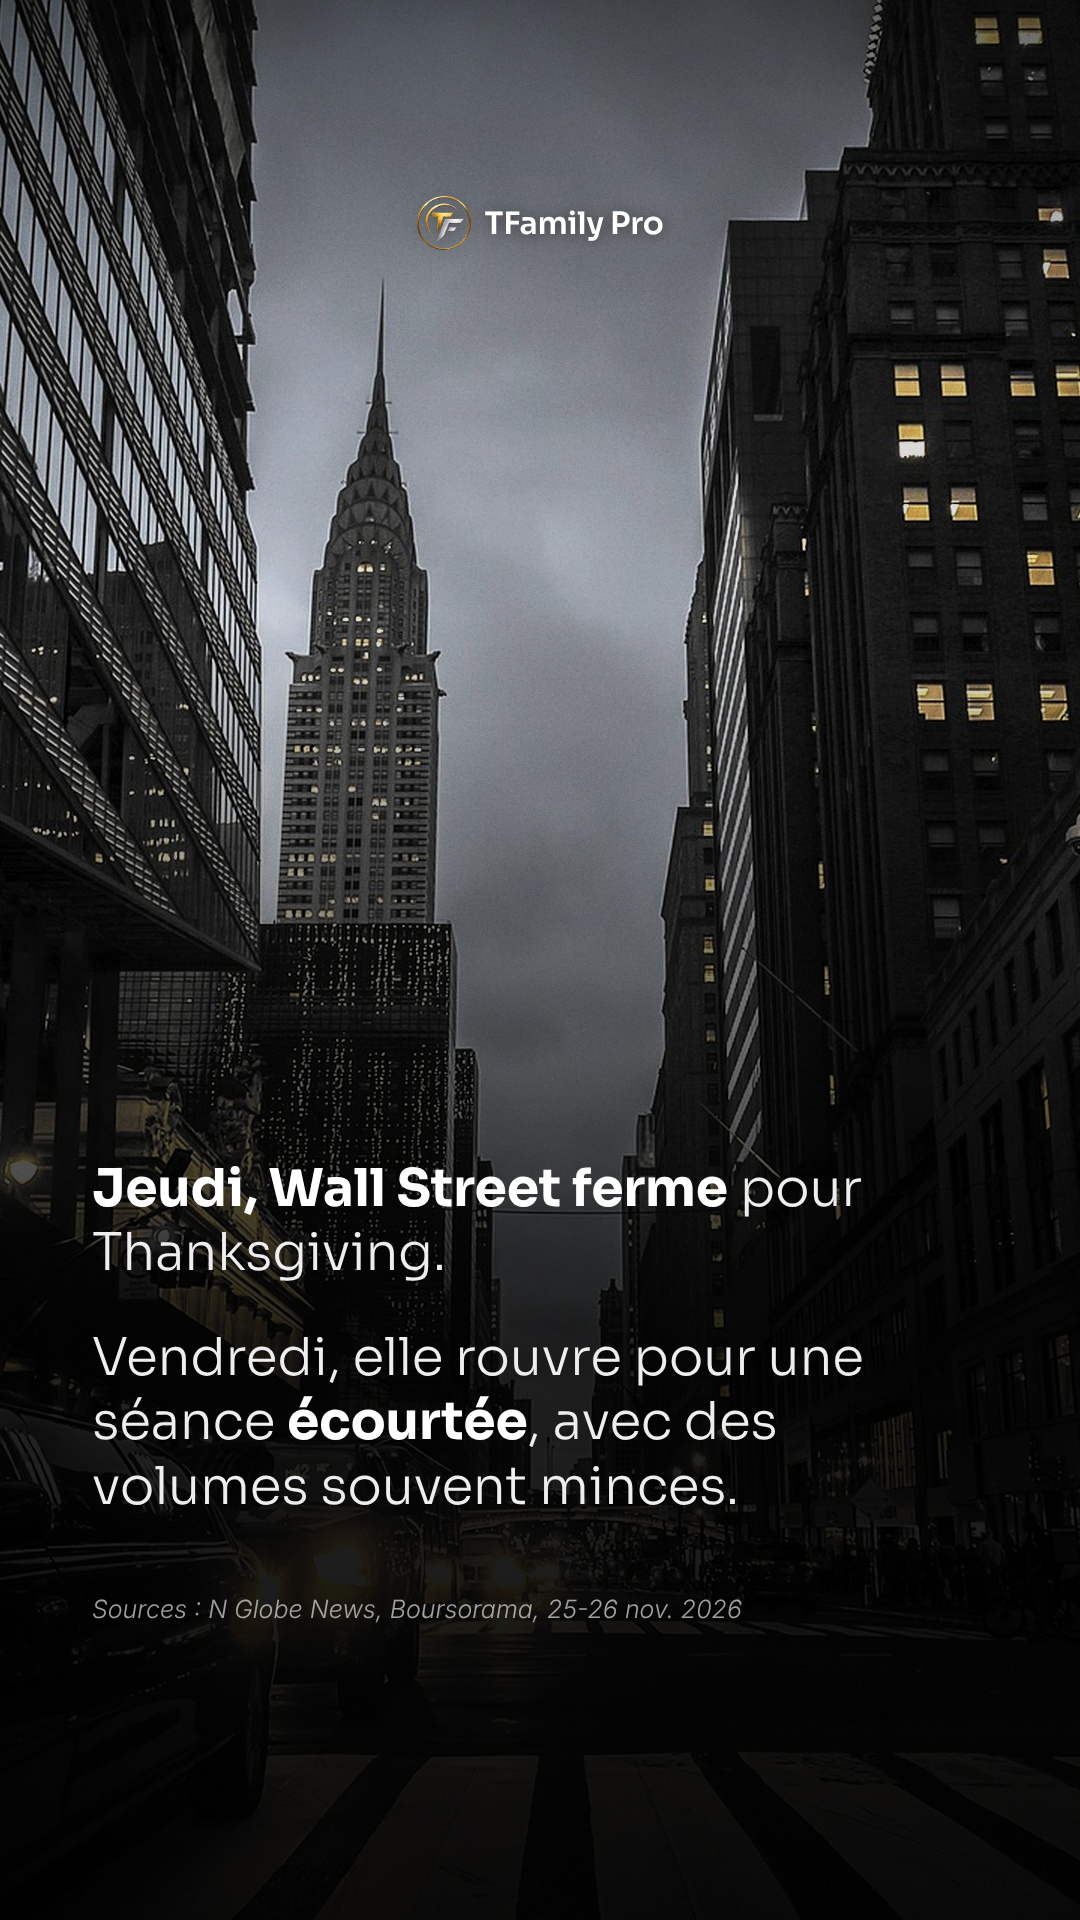 TFamily Pro
Jeudi, Wall Street ferme pour
Thanksgiving.
Vendredi, elle rouvre pour une
séance écourtée, avec des
volumes souvent minces.
Sources : N Globe News, Boursorama, 25-26 nov. 2026